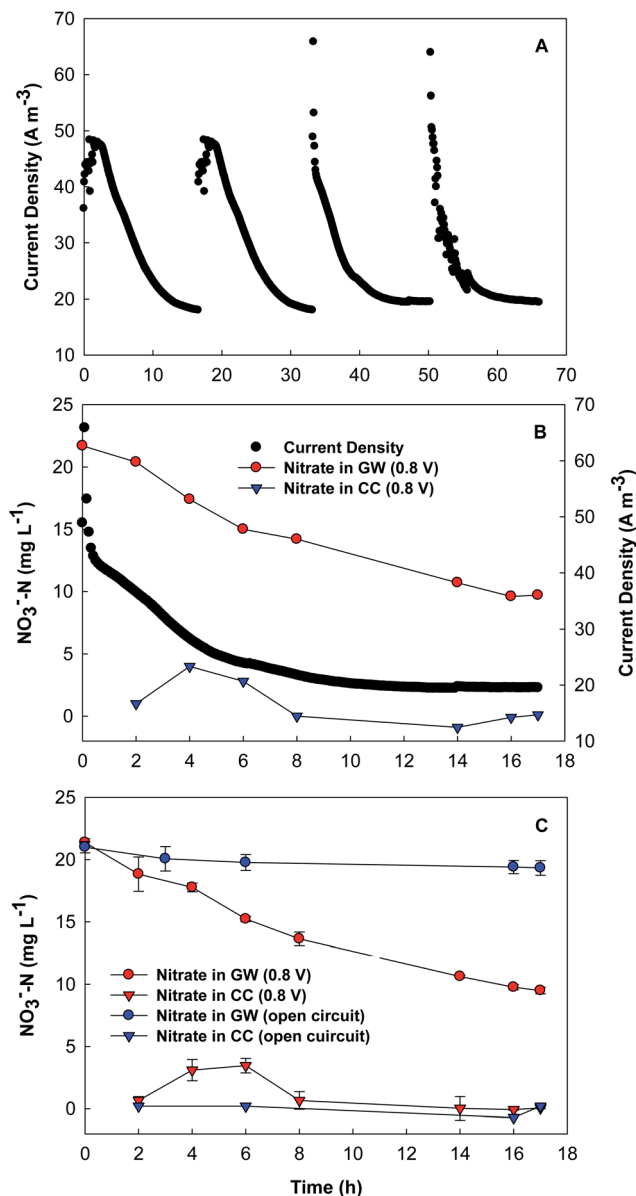 A
Current Density (A m⁻³)
70
60
50
40
30
20
10
0 10 20 30 40 50 60 70
B
NO₃⁻-N (mg L⁻¹)
25
20
15
10
5
0
Current Density
Nitrate in GW (0.8 V)
Nitrate in CC (0.8 V)
70
60
50
40
30
20
10
Current Density (A m⁻³)
0 2 4 6 8 10 12 14 16 18
C
NO₃⁻-N (mg L⁻¹)
25
20
15
10
5
0
Nitrate in GW (0.8 V)
Nitrate in CC (0.8 V)
Nitrate in GW (open circuit)
Nitrate in CC (open cuircuit)
0 2 4 6 8 10 12 14 16 18
Time (h)